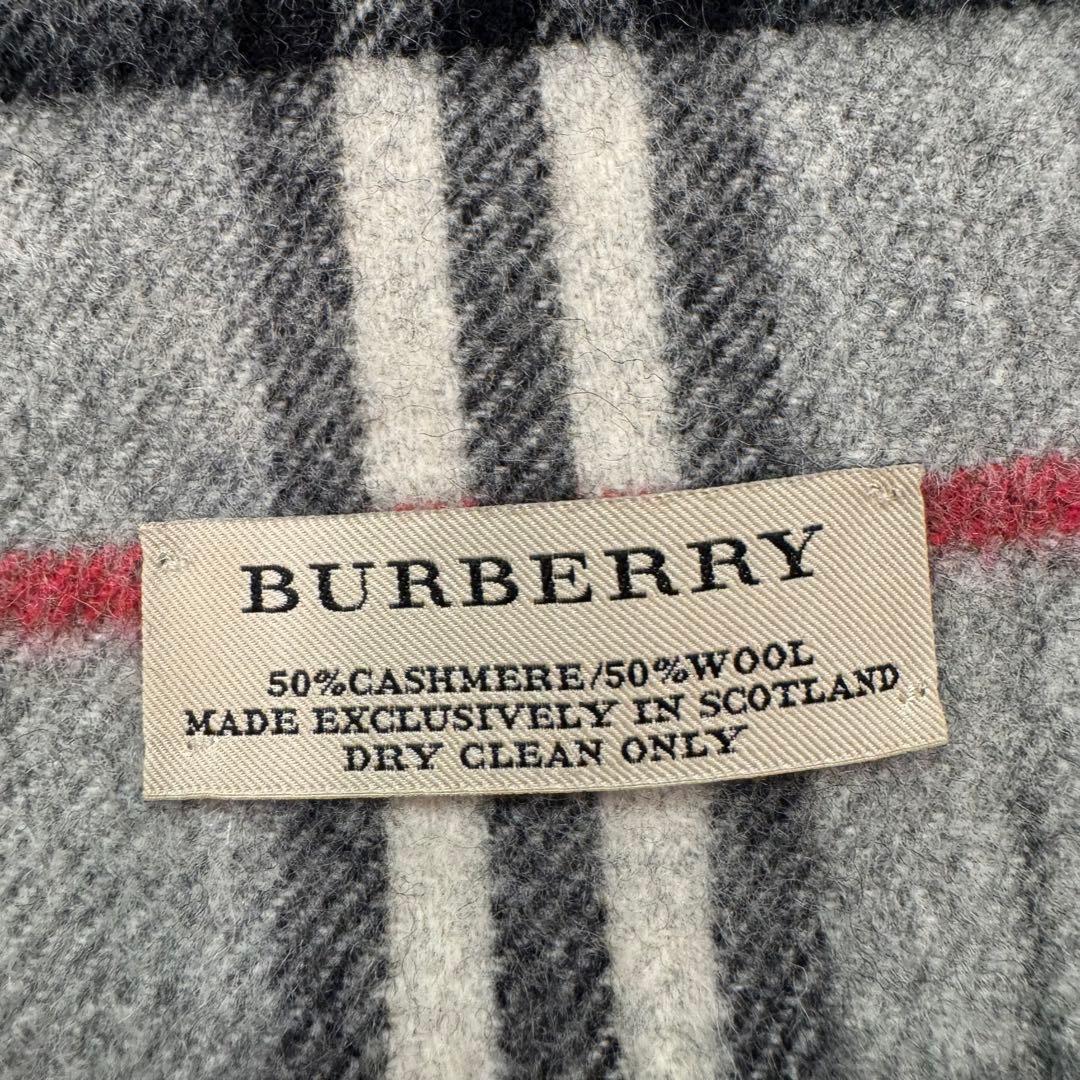 BURBERRY
50%CASHMERE/50%WOOL
MADE EXCLUSIVELY IN SCOTLAND
DRY CLEAN ONLY